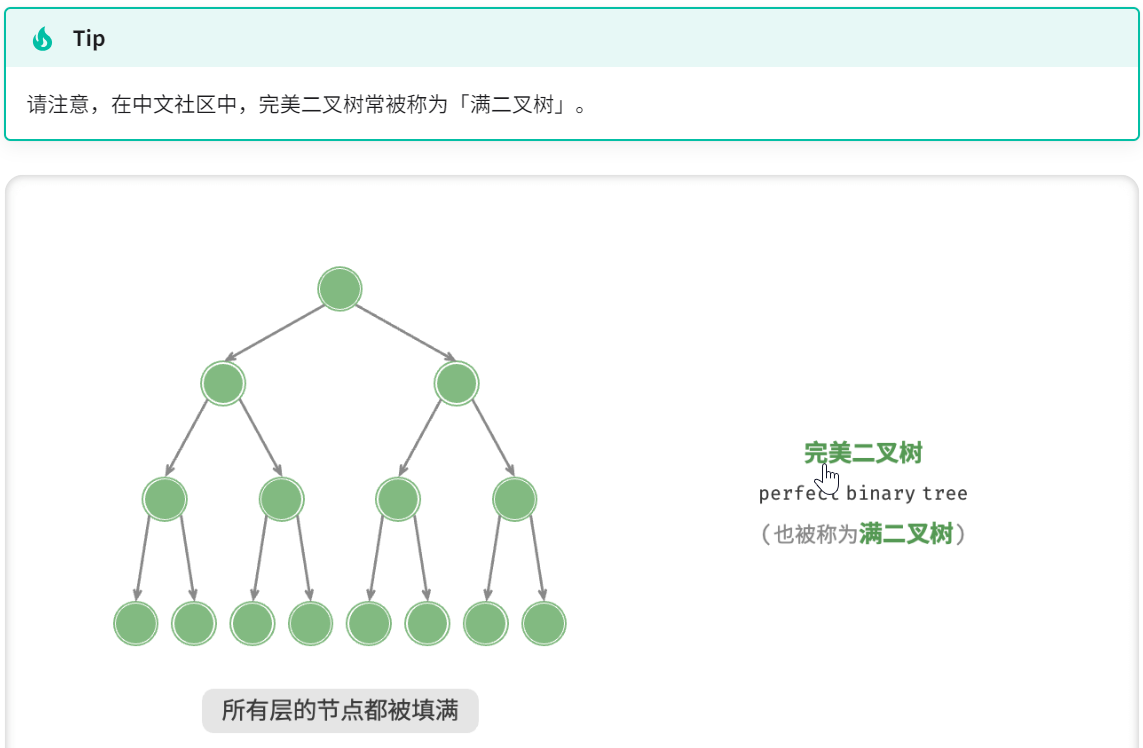 Tip
请注意，在中文社区中，完美二叉树常被称为「满二叉树」。
完美二叉树
perfect binary tree
（也被称为满二叉树）
所有层的节点都被填满